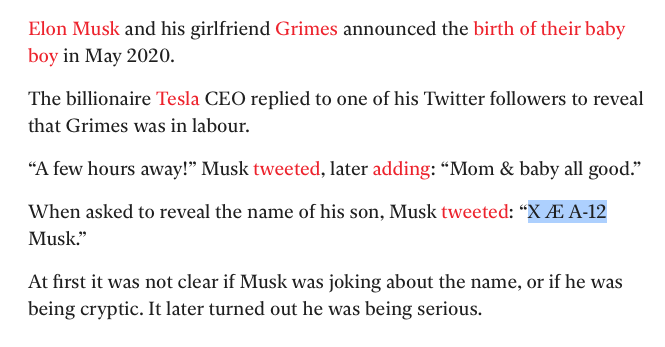 Elon Musk and his girlfriend Grimes announced the birth of their baby
boy in May 2020.
The billionaire Tesla CEO replied to one of his Twitter followers to reveal
that Grimes was in labour.
“A few hours away!” Musk tweeted, later adding: “Mom & baby all good.”
When asked to reveal the name of his son, Musk tweeted: “X Æ A-12
Musk.”
At first it was not clear if Musk was joking about the name, or if he was
being cryptic. It later turned out he was being serious.